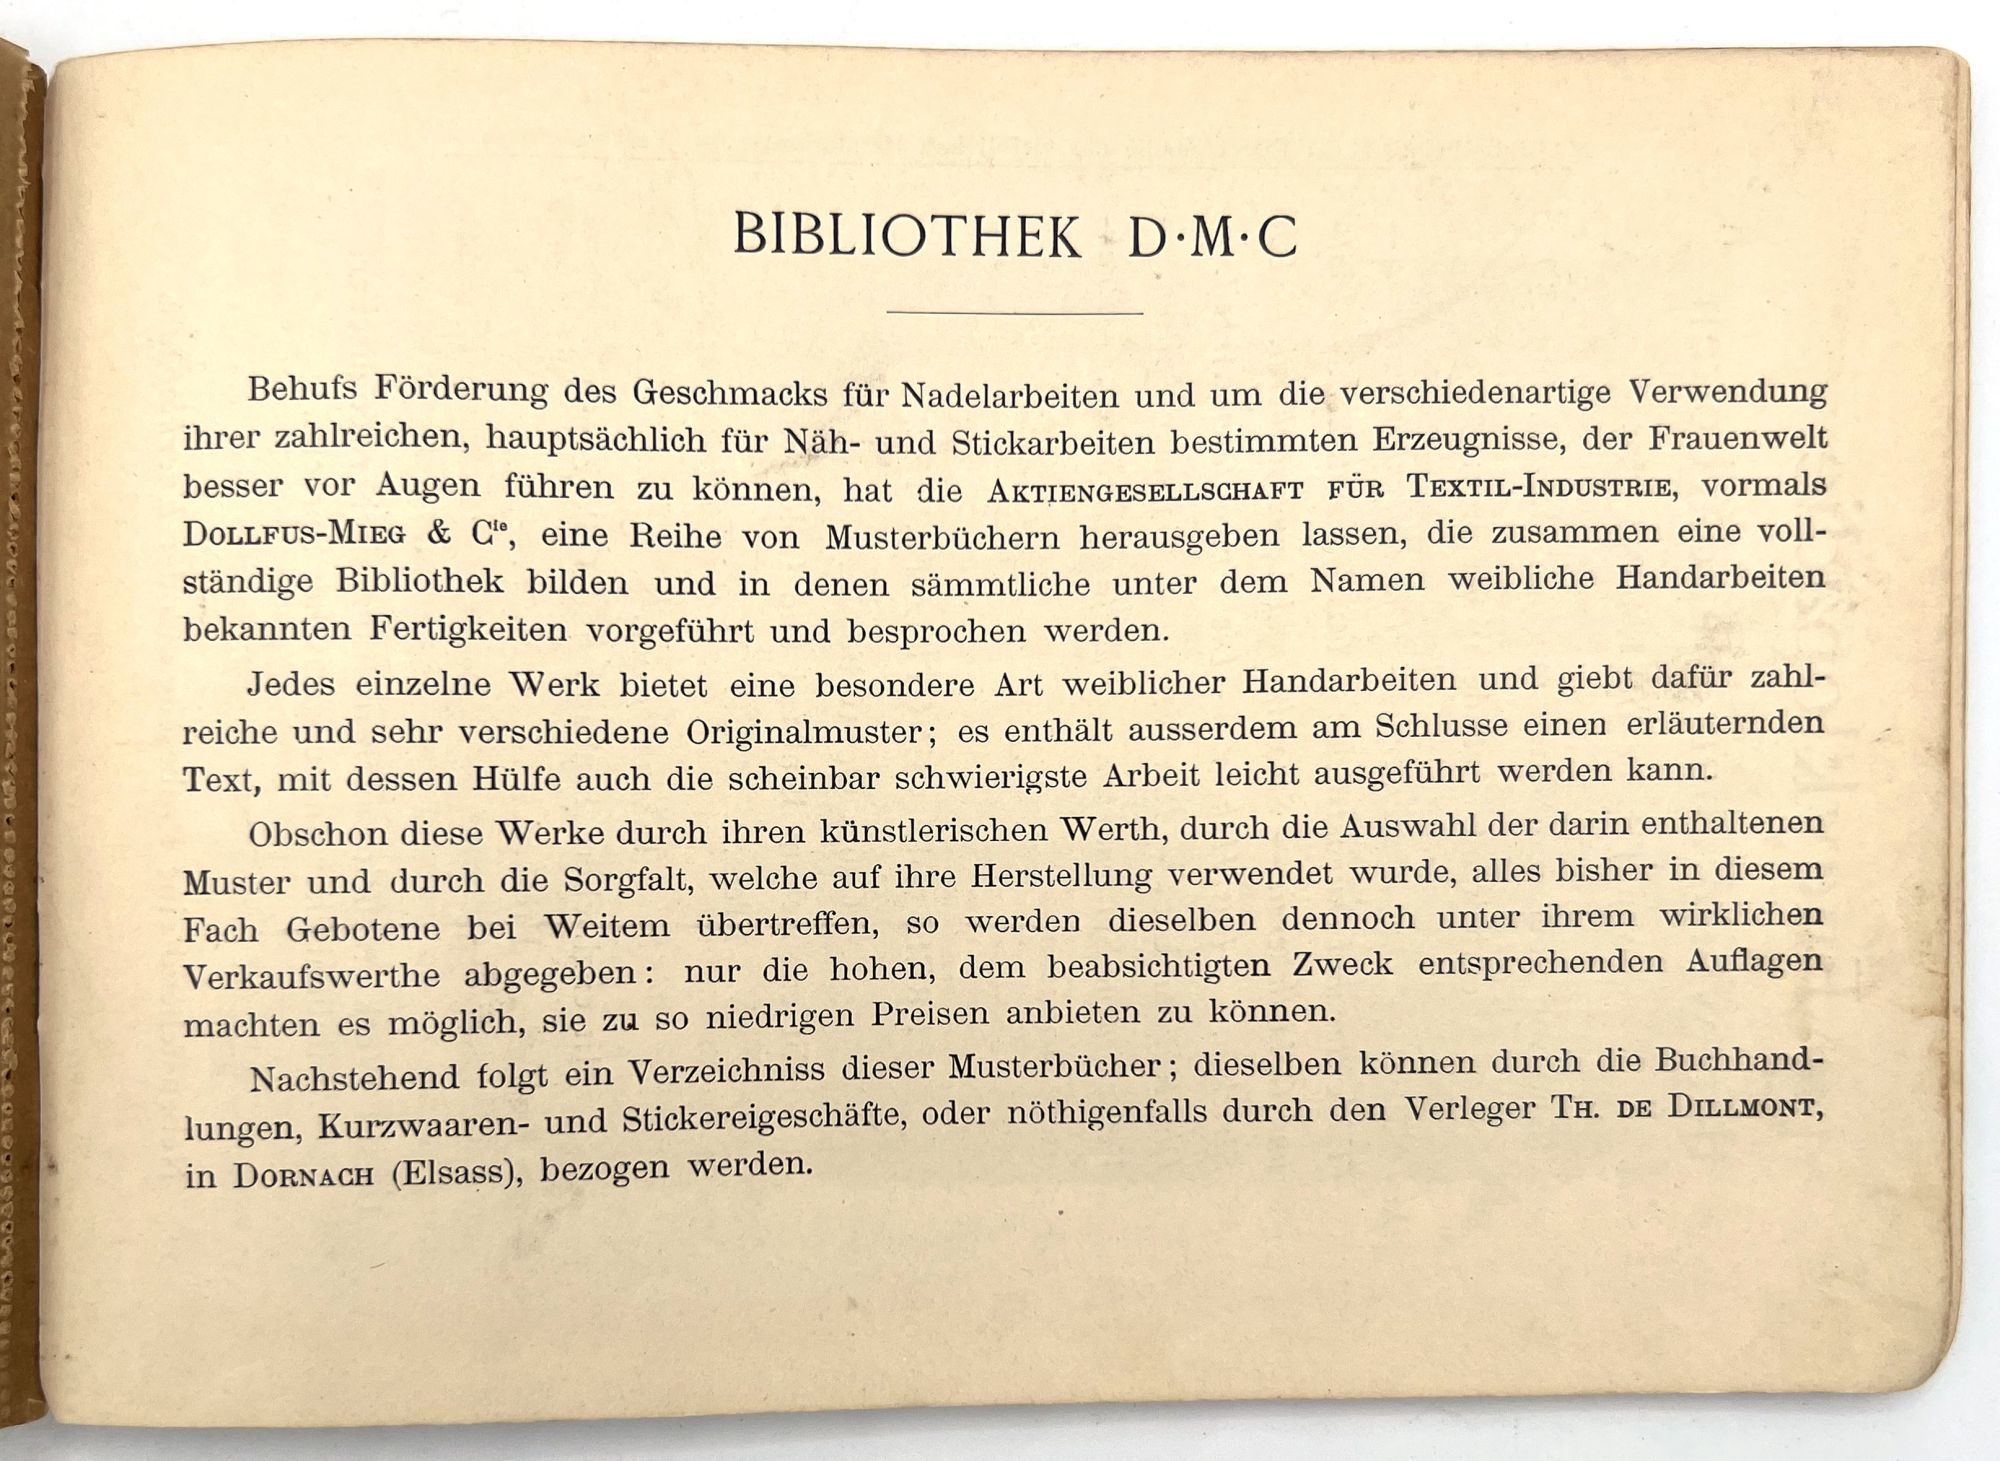 BIBLIOTHEK D·M·C
Behufs Förderung des Geschmacks für Nadelarbeiten und um die verschiedenartige Verwendung
ihrer zahlreichen, hauptsächlich für Näh- und Stickarbeiten bestimmten Erzeugnisse, der Frauenwelt
besser vor Augen führen zu können, hat die AKTIENGESELLSCHAFT FÜR TEXTIL-INDUSTRIE, vormals
DOLLFUS-MIEG & Cie, eine Reihe von Musterbüchern herausgeben lassen, die zusammen eine voll-
ständige Bibliothek bilden und in denen sämmtliche unter dem Namen weibliche Handarbeiten
bekannten Fertigkeiten vorgeführt und besprochen werden.
Jedes einzelne Werk bietet eine besondere Art weiblicher Handarbeiten und giebt dafür zahl-
reiche und sehr verschiedene Originalmuster; es enthält ausserdem am Schlusse einen erläuternden
Text, mit dessen Hülfe auch die scheinbar schwierigste Arbeit leicht ausgeführt werden kann.
Obschon diese Werke durch ihren künstlerischen Werth, durch die Auswahl der darin enthaltenen
Muster und durch die Sorgfalt, welche auf ihre Herstellung verwendet wurde, alles bisher in diesem
Fach Gebotene bei Weitem übertreffen, so werden dieselben dennoch unter ihrem wirklichen
Verkaufswerthe abgegeben: nur die hohen, dem beabsichtigten Zweck entsprechenden Auflagen
machten es möglich, sie zu so niedrigen Preisen anbieten zu können.
Nachstehend folgt ein Verzeichniss dieser Musterbücher; dieselben können durch die Buchhand-
lungen, Kurzwaaren- und Stickereigeschäfte, oder nöthigenfalls durch den Verleger TH. DE DILLMONT,
in DORNACH (Elsass), bezogen werden.